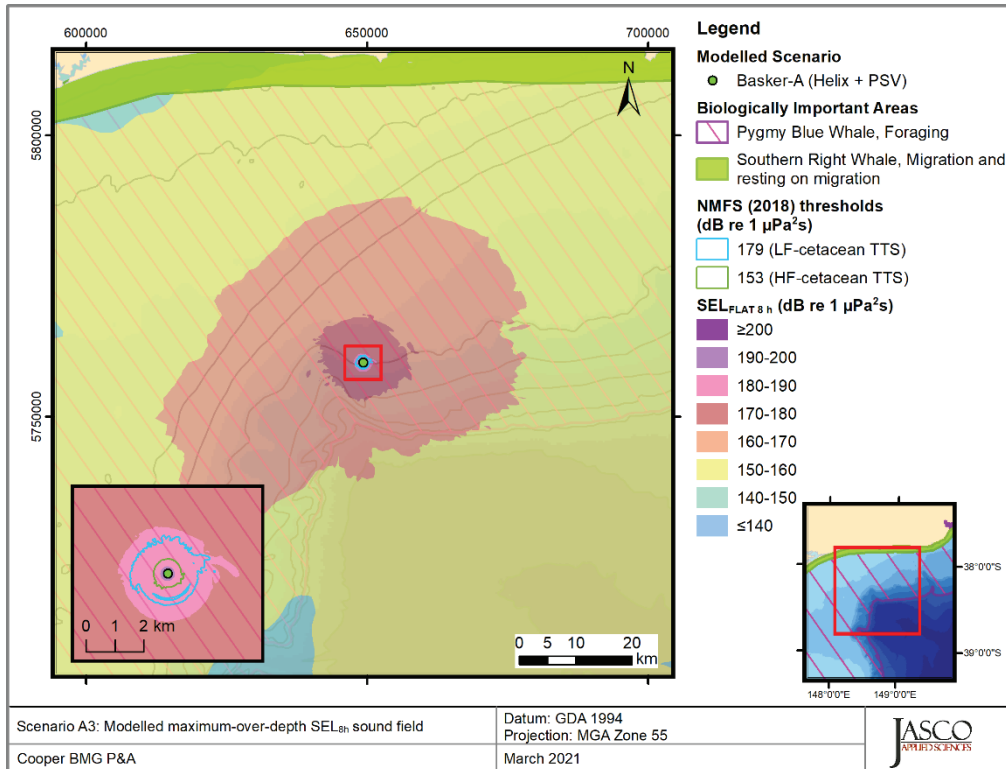 600000
650000
700000
5800000
5750000
N
0 1 2 km
0 5 10 20
km
Legend
Modelled Scenario
Basker-A (Helix + PSV)
Biologically Important Areas
Pygmy Blue Whale, Foraging
Southern Right Whale, Migration and
resting on migration
NMFS (2018) thresholds
(dB re 1 µPa²s)
179 (LF-cetacean TTS)
153 (HF-cetacean TTS)
SEL_FLAT 8 h (dB re 1 µPa²s)
≥200
190-200
180-190
170-180
160-170
150-160
140-150
≤140
38°0'0"S
39°0'0"S
148°0'0"E 149°0'0"E
Scenario A3: Modelled maximum-over-depth SEL8h sound field
Datum: GDA 1994
Projection: MGA Zone 55
Cooper BMG P&A
March 2021
JASCO
APPLIED SCIENCES